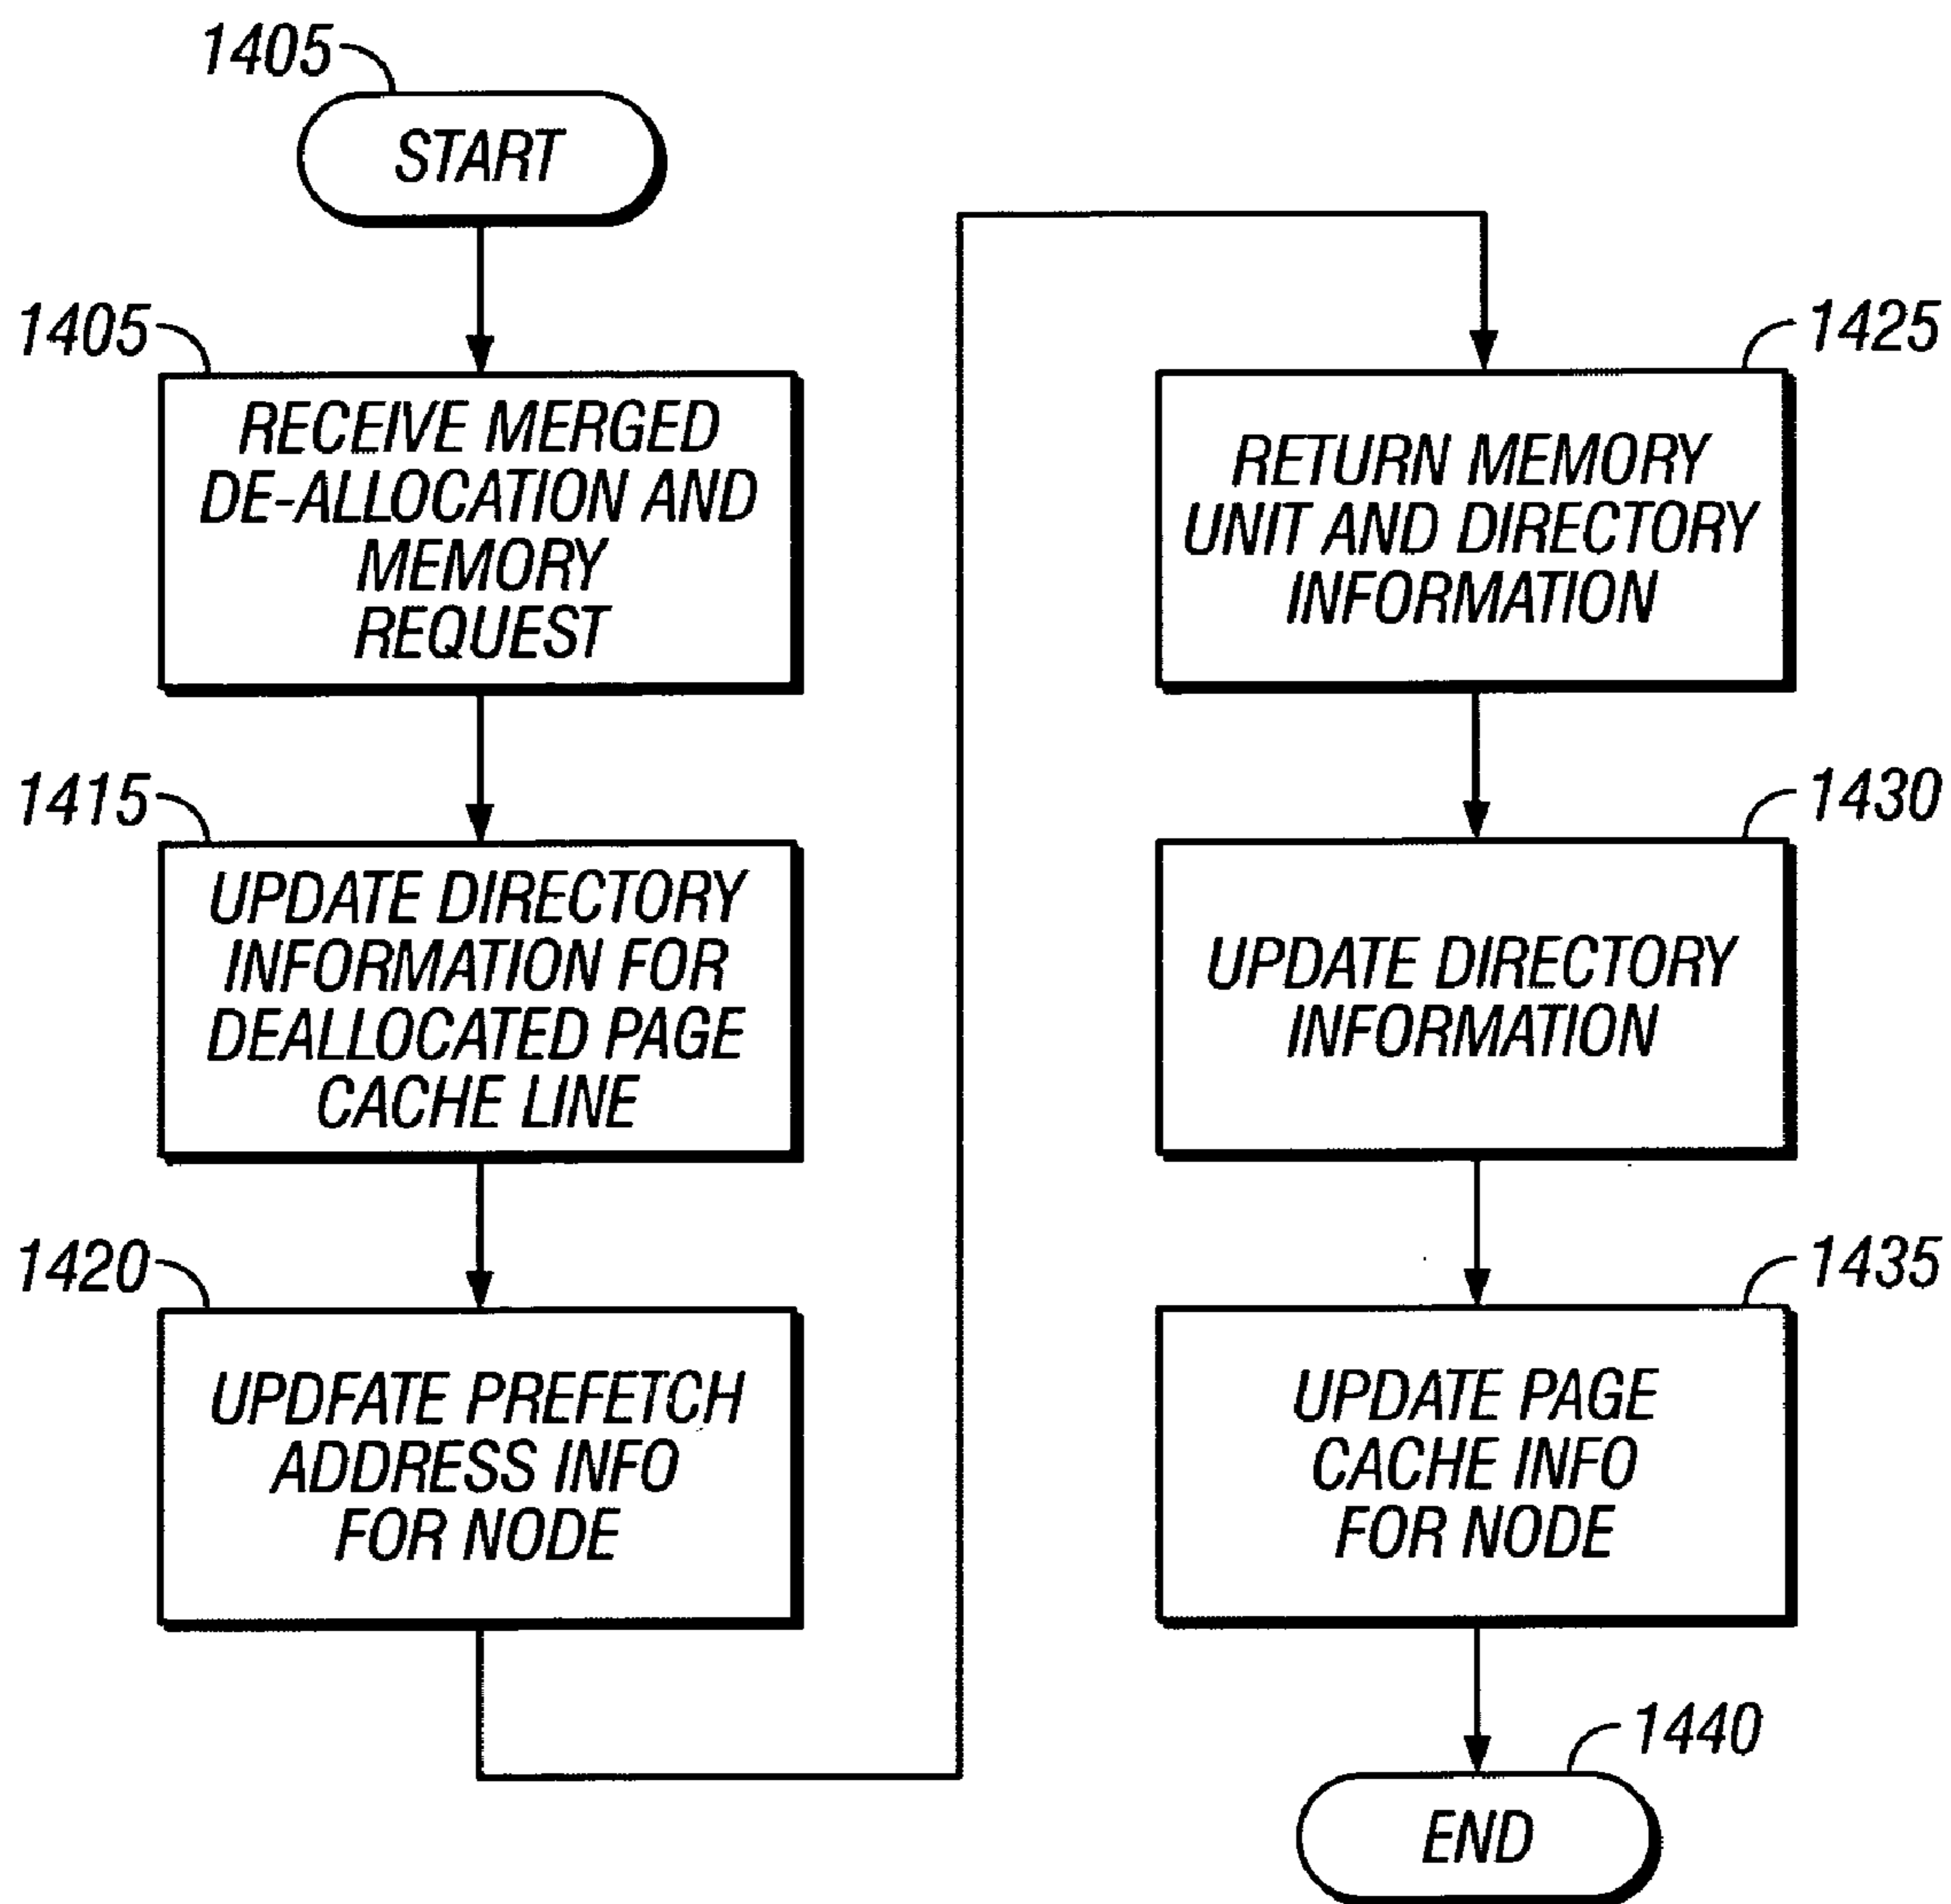 1405
START
1405
RECEIVE MERGED
DE-ALLOCATION AND
MEMORY
REQUEST
1415
UPDATE DIRECTORY
INFORMATION FOR
DEALLOCATED PAGE
CACHE LINE
1420
UPDFATE PREFETCH
ADDRESS INFO
FOR NODE
1425
RETURN MEMORY
UNIT AND DIRECTORY
INFORMATION
1430
UPDATE DIRECTORY
INFORMATION
1435
UPDATE PAGE
CACHE INFO
FOR NODE
1440
END